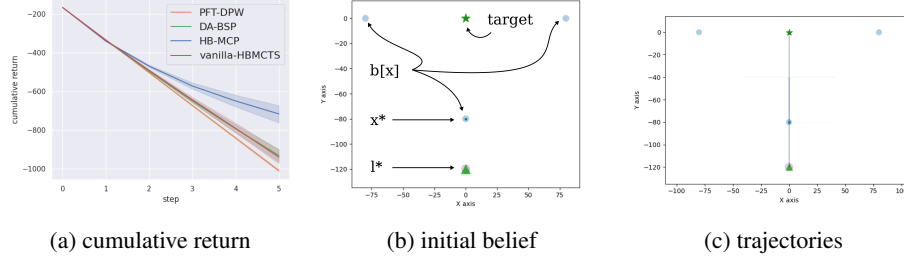 PFT-DPW
DA-BSP
HB-MCP
vanilla-HBMCTS
−200
−400
−600
−800
−1000
0 1 2 3 4 5
step
cumulative return
(a) cumulative return
target
b[x]
x*
l*
0
−20
−40
−60
−80
−100
−120
−75 −50 −25 0 25 50 75
X axis
Y axis
(b) initial belief
0
−20
−40
−60
−80
−100
−120
−100 −75 −50 −25 0 25 50 75 100
X axis
Y axis
(c) trajectories